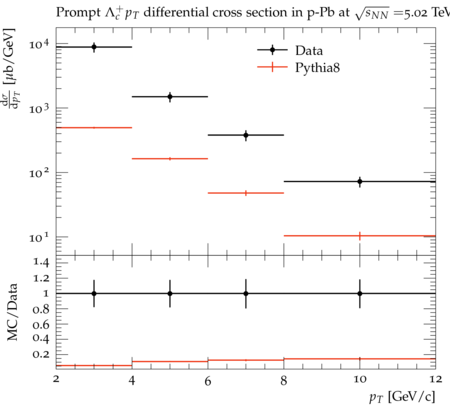 Prompt Λc+ pT differential cross section in p-Pb at √sNN =5.02 TeV
dσ/dpT [μb/GeV]
Data
Pythia8
10^4
10^3
10^2
10^1
MC/Data
1.4
1.2
1
0.8
0.6
0.4
0.2
2 4 6 8 10 12
pT [GeV/c]